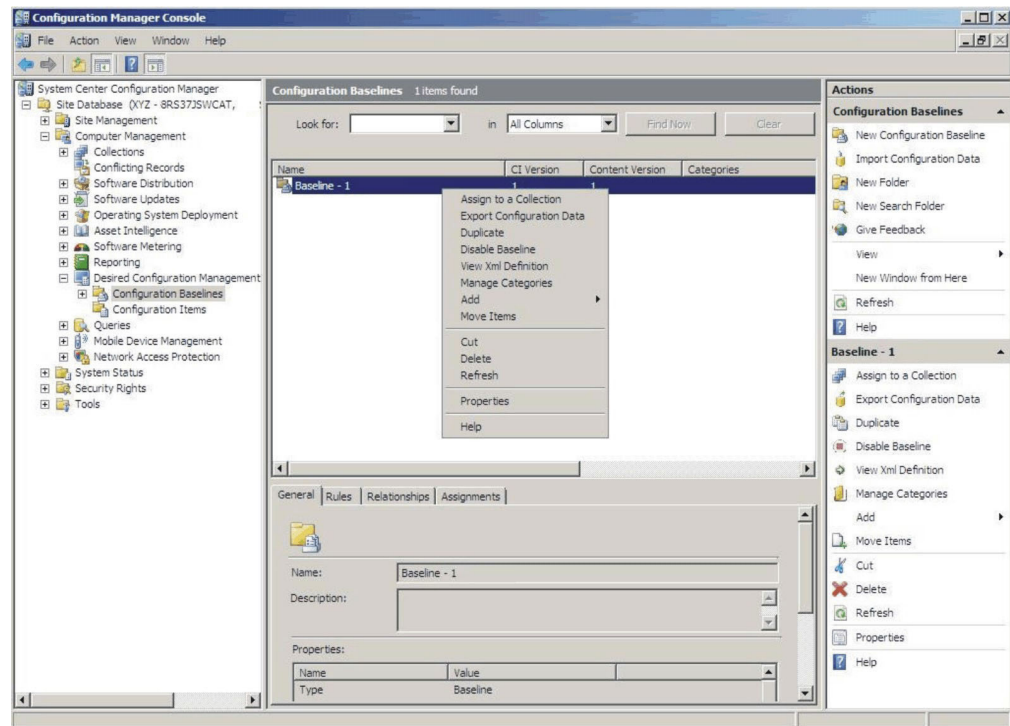 Configuration Manager Console
File Action View Window Help
System Center Configuration Manager
Site Database (XYZ - 8RS37JSWCAT,
Site Management
Computer Management
Collections
Conflicting Records
Software Distribution
Software Updates
Operating System Deployment
Asset Intelligence
Software Metering
Reporting
Desired Configuration Management
Configuration Baselines
Configuration Items
Queries
Mobile Device Management
Network Access Protection
System Status
Security Rights
Tools
Configuration Baselines 1 items found
Look for: in All Columns Find Now Clear
Name CI Version Content Version Categories
Baseline - 1 1 1
Assign to a Collection
Export Configuration Data
Duplicate
Disable Baseline
View Xml Definition
Manage Categories
Add
Move Items
Cut
Delete
Refresh
Properties
Help
General Rules Relationships Assignments
Name: Baseline - 1
Description:
Properties:
Name Value
Type Baseline
Actions
Configuration Baselines
New Configuration Baseline
Import Configuration Data
New Folder
New Search Folder
Give Feedback
View
New Window from Here
Refresh
Help
Baseline - 1
Assign to a Collection
Export Configuration Data
Duplicate
Disable Baseline
View Xml Definition
Manage Categories
Add
Move Items
Cut
Delete
Refresh
Properties
Help